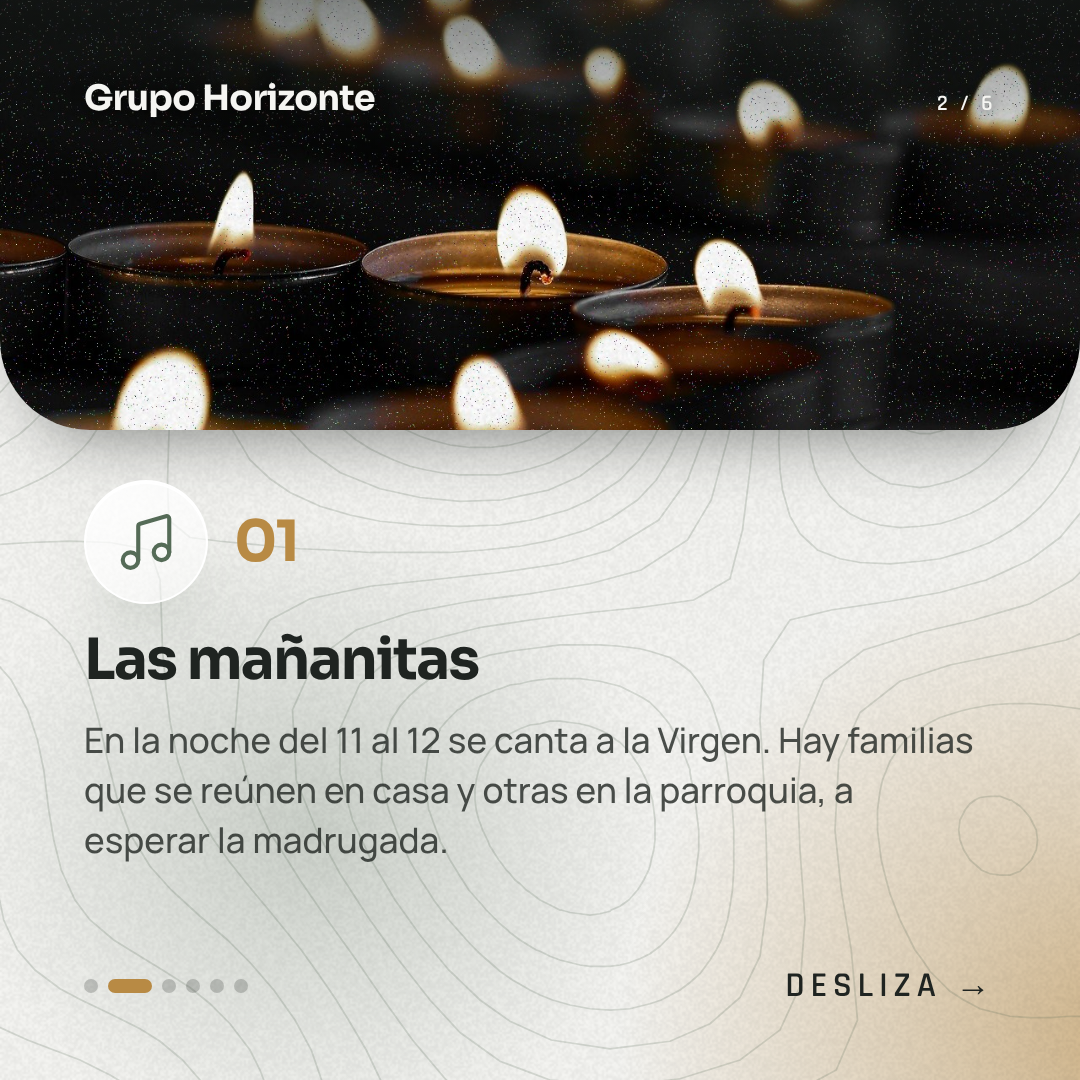 Grupo Horizonte
2 / 6
01
Las mañanitas
En la noche del 11 al 12 se canta a la Virgen. Hay familias
que se reúnen en casa y otras en la parroquia, a
esperar la madrugada.
DESLIZA →